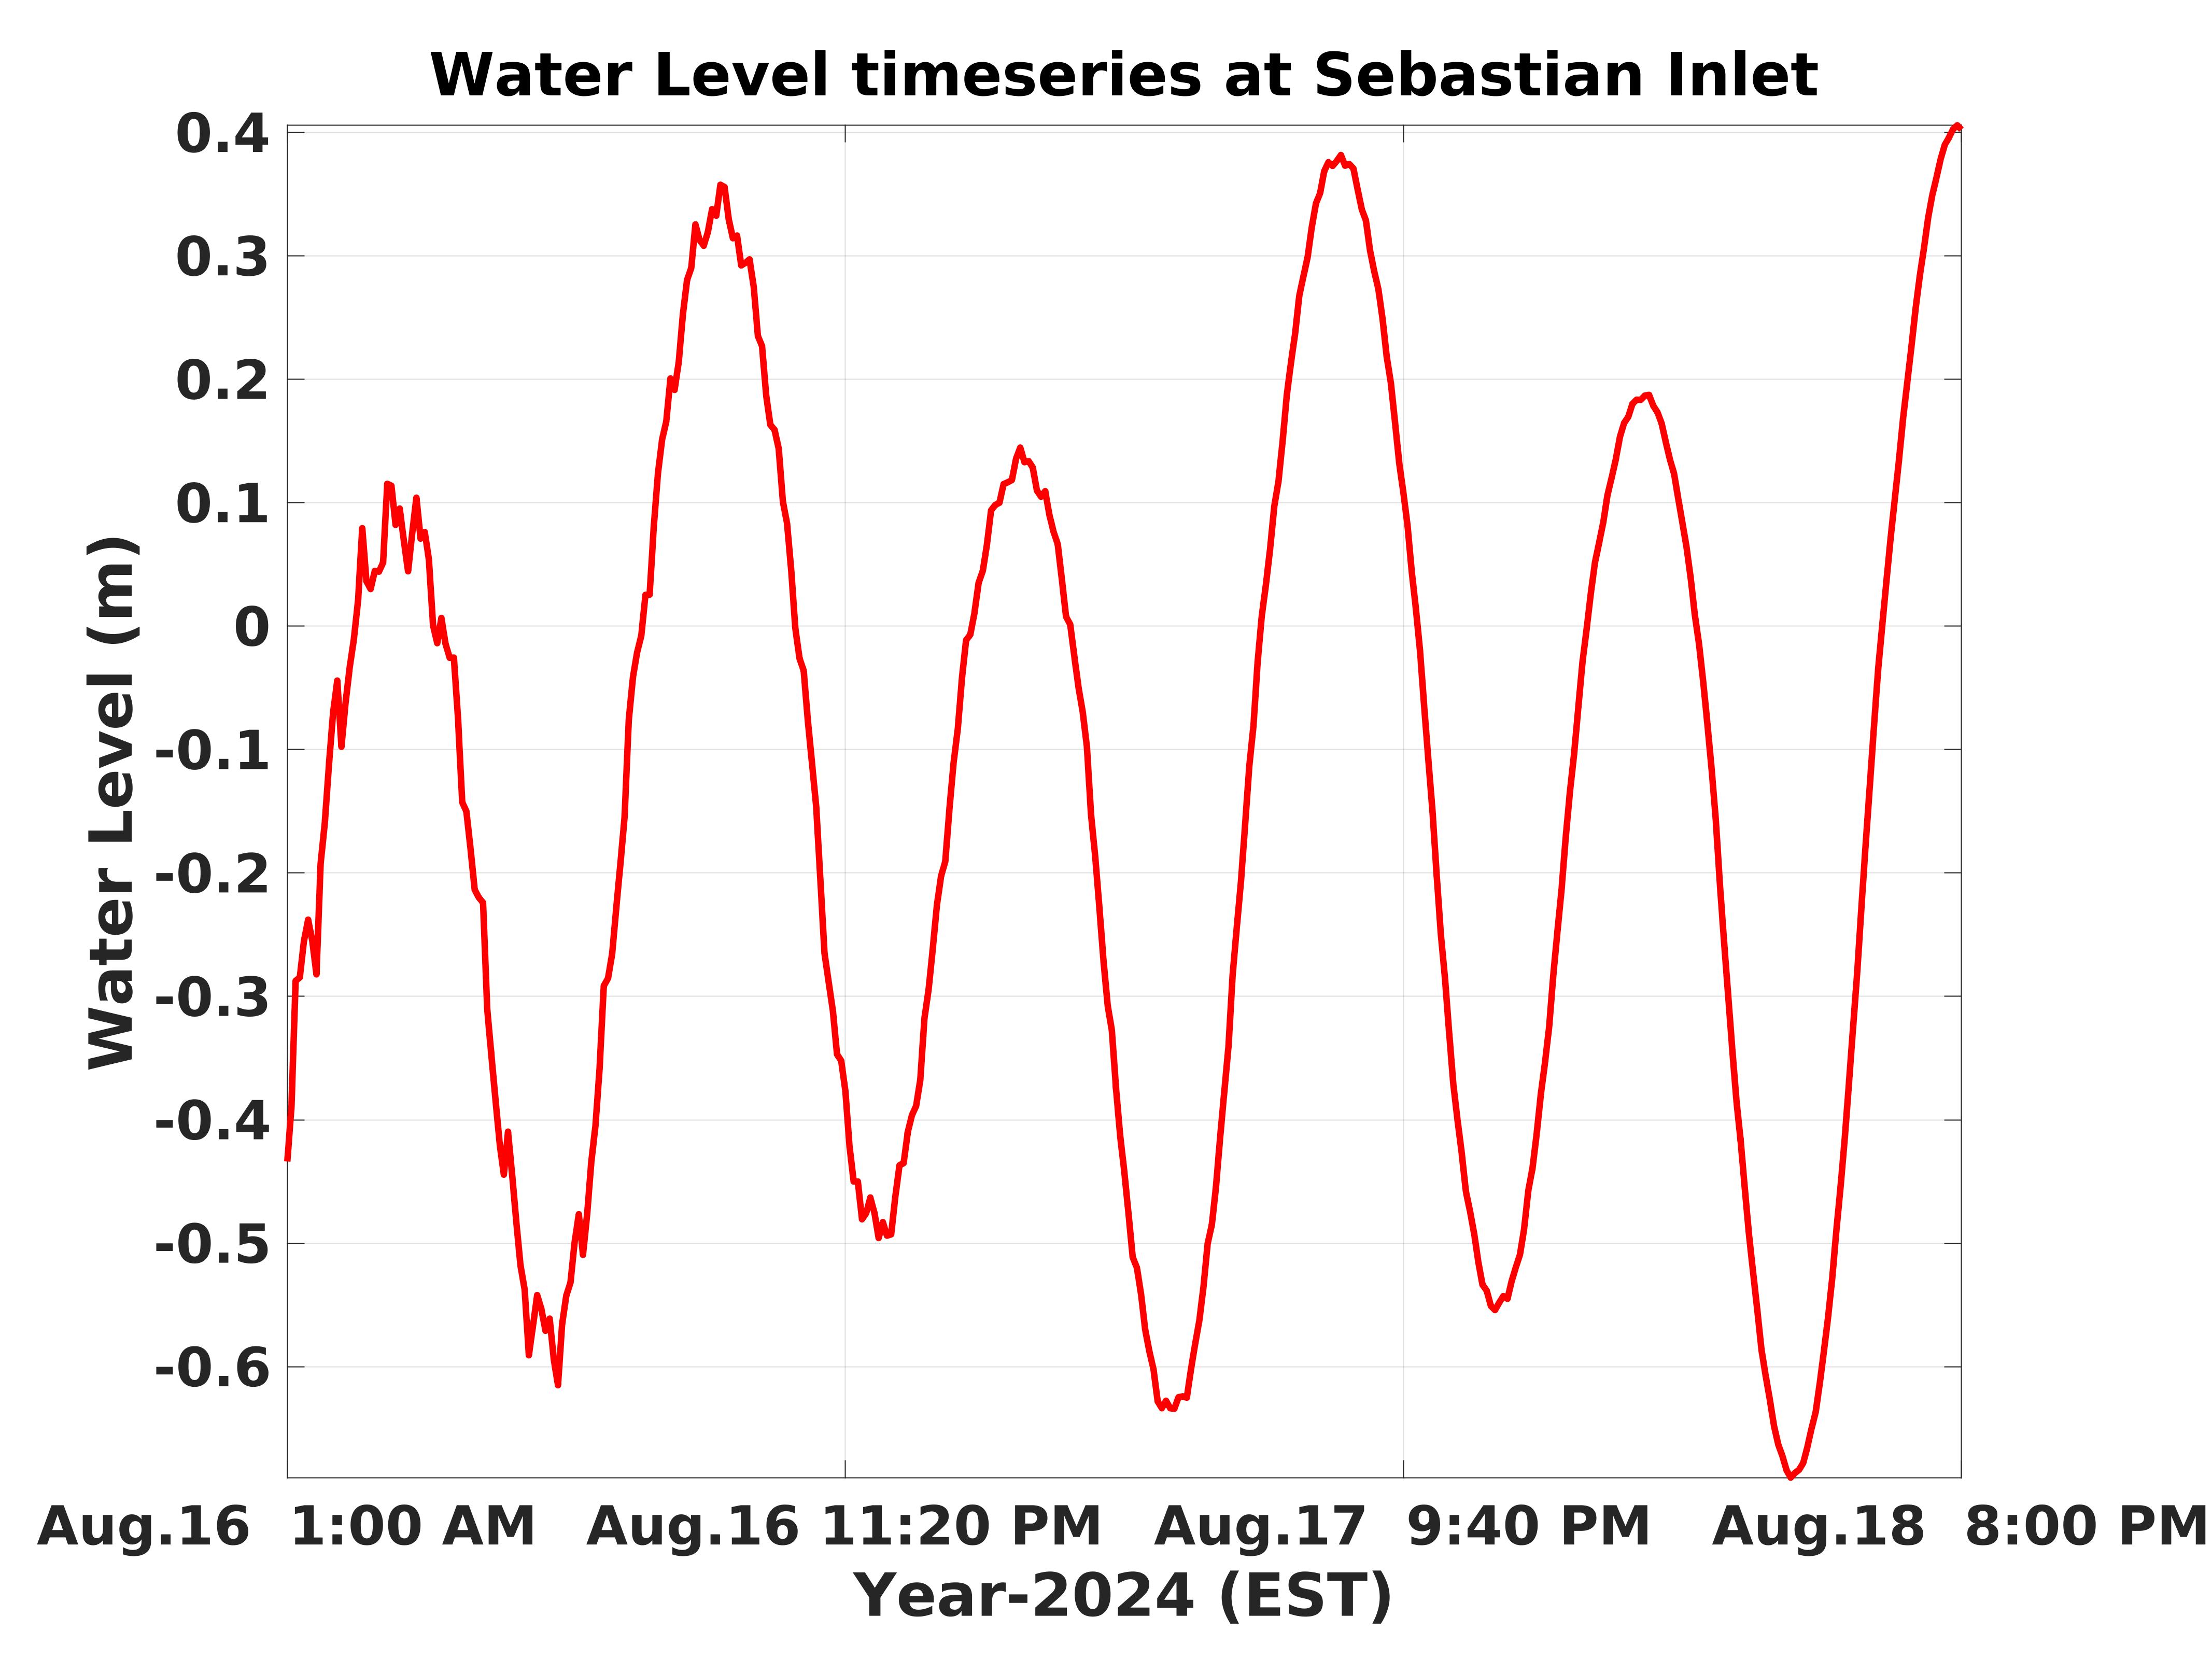 Water Level timeseries at Sebastian Inlet
0.4
0.3
0.2
0.1
0
-0.1
-0.2
-0.3
-0.4
-0.5
-0.6
Water Level (m)
Aug.16  1:00 AM
Aug.16 11:20 PM
Aug.17  9:40 PM
Aug.18  8:00 PM
Year-2024 (EST)